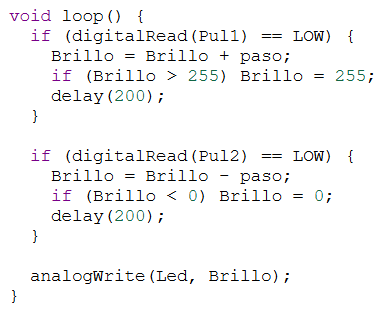 void loop() {
  if (digitalRead(Pul1) == LOW) {
    Brillo = Brillo + paso;
    if (Brillo > 255) Brillo = 255;
    delay(200);
  }

  if (digitalRead(Pul2) == LOW) {
    Brillo = Brillo - paso;
    if (Brillo < 0) Brillo = 0;
    delay(200);
  }

  analogWrite(Led, Brillo);
}